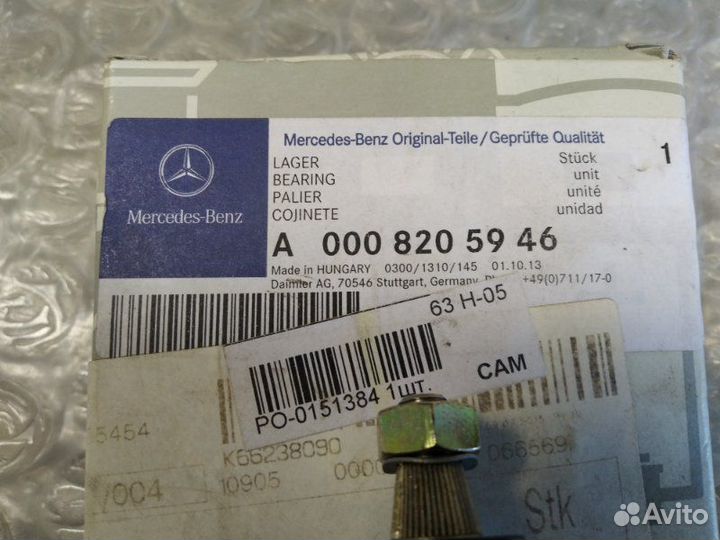 Mercedes-Benz
Mercedes-Benz Original-Teile/Geprüfte Qualität
LAGER Stück 1
BEARING unit
PALIER unité
COJINETE unidad
A 000 820 59 46
Made in HUNGARY 0300/1310/145 01.10.13
Daimler AG, 70546 Stuttgart, Germany, +49(0)711/17-0
63 H-05
PO-0151384 1шт. САМ
5454
K66238090
/004
10905
Stk
Avito